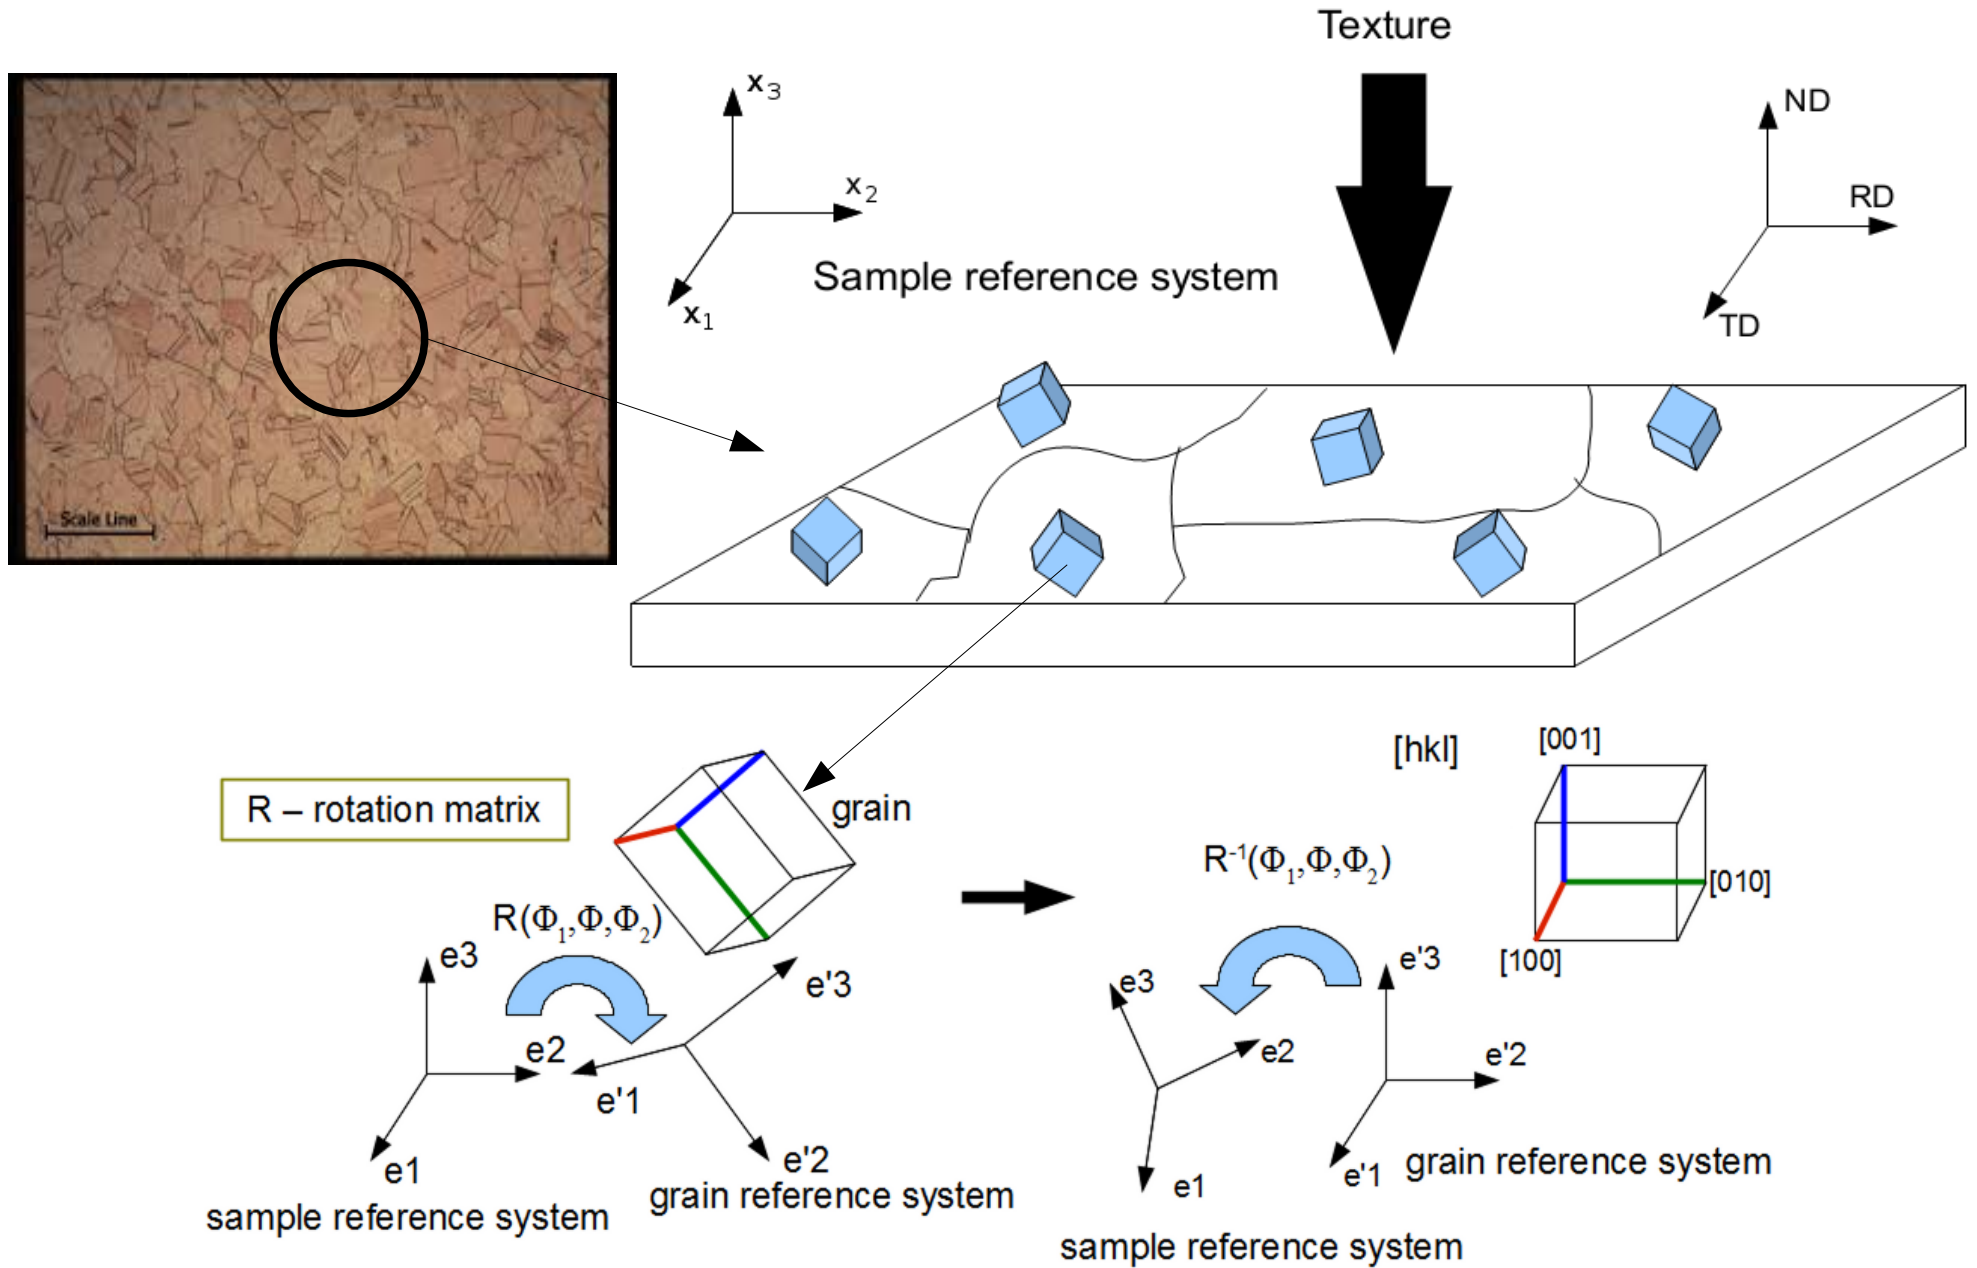 Texture
x3
x2
x1
Sample reference system
ND
RD
TD
Scale Line
R – rotation matrix
grain
[hkl]
[001]
[010]
[100]
R(Φ1,Φ,Φ2)
R-1(Φ1,Φ,Φ2)
e3
e2
e1
sample reference system
e'3
e'1
e'2
grain reference system
e3
e2
e1
sample reference system
e'3
e'2
e'1
grain reference system